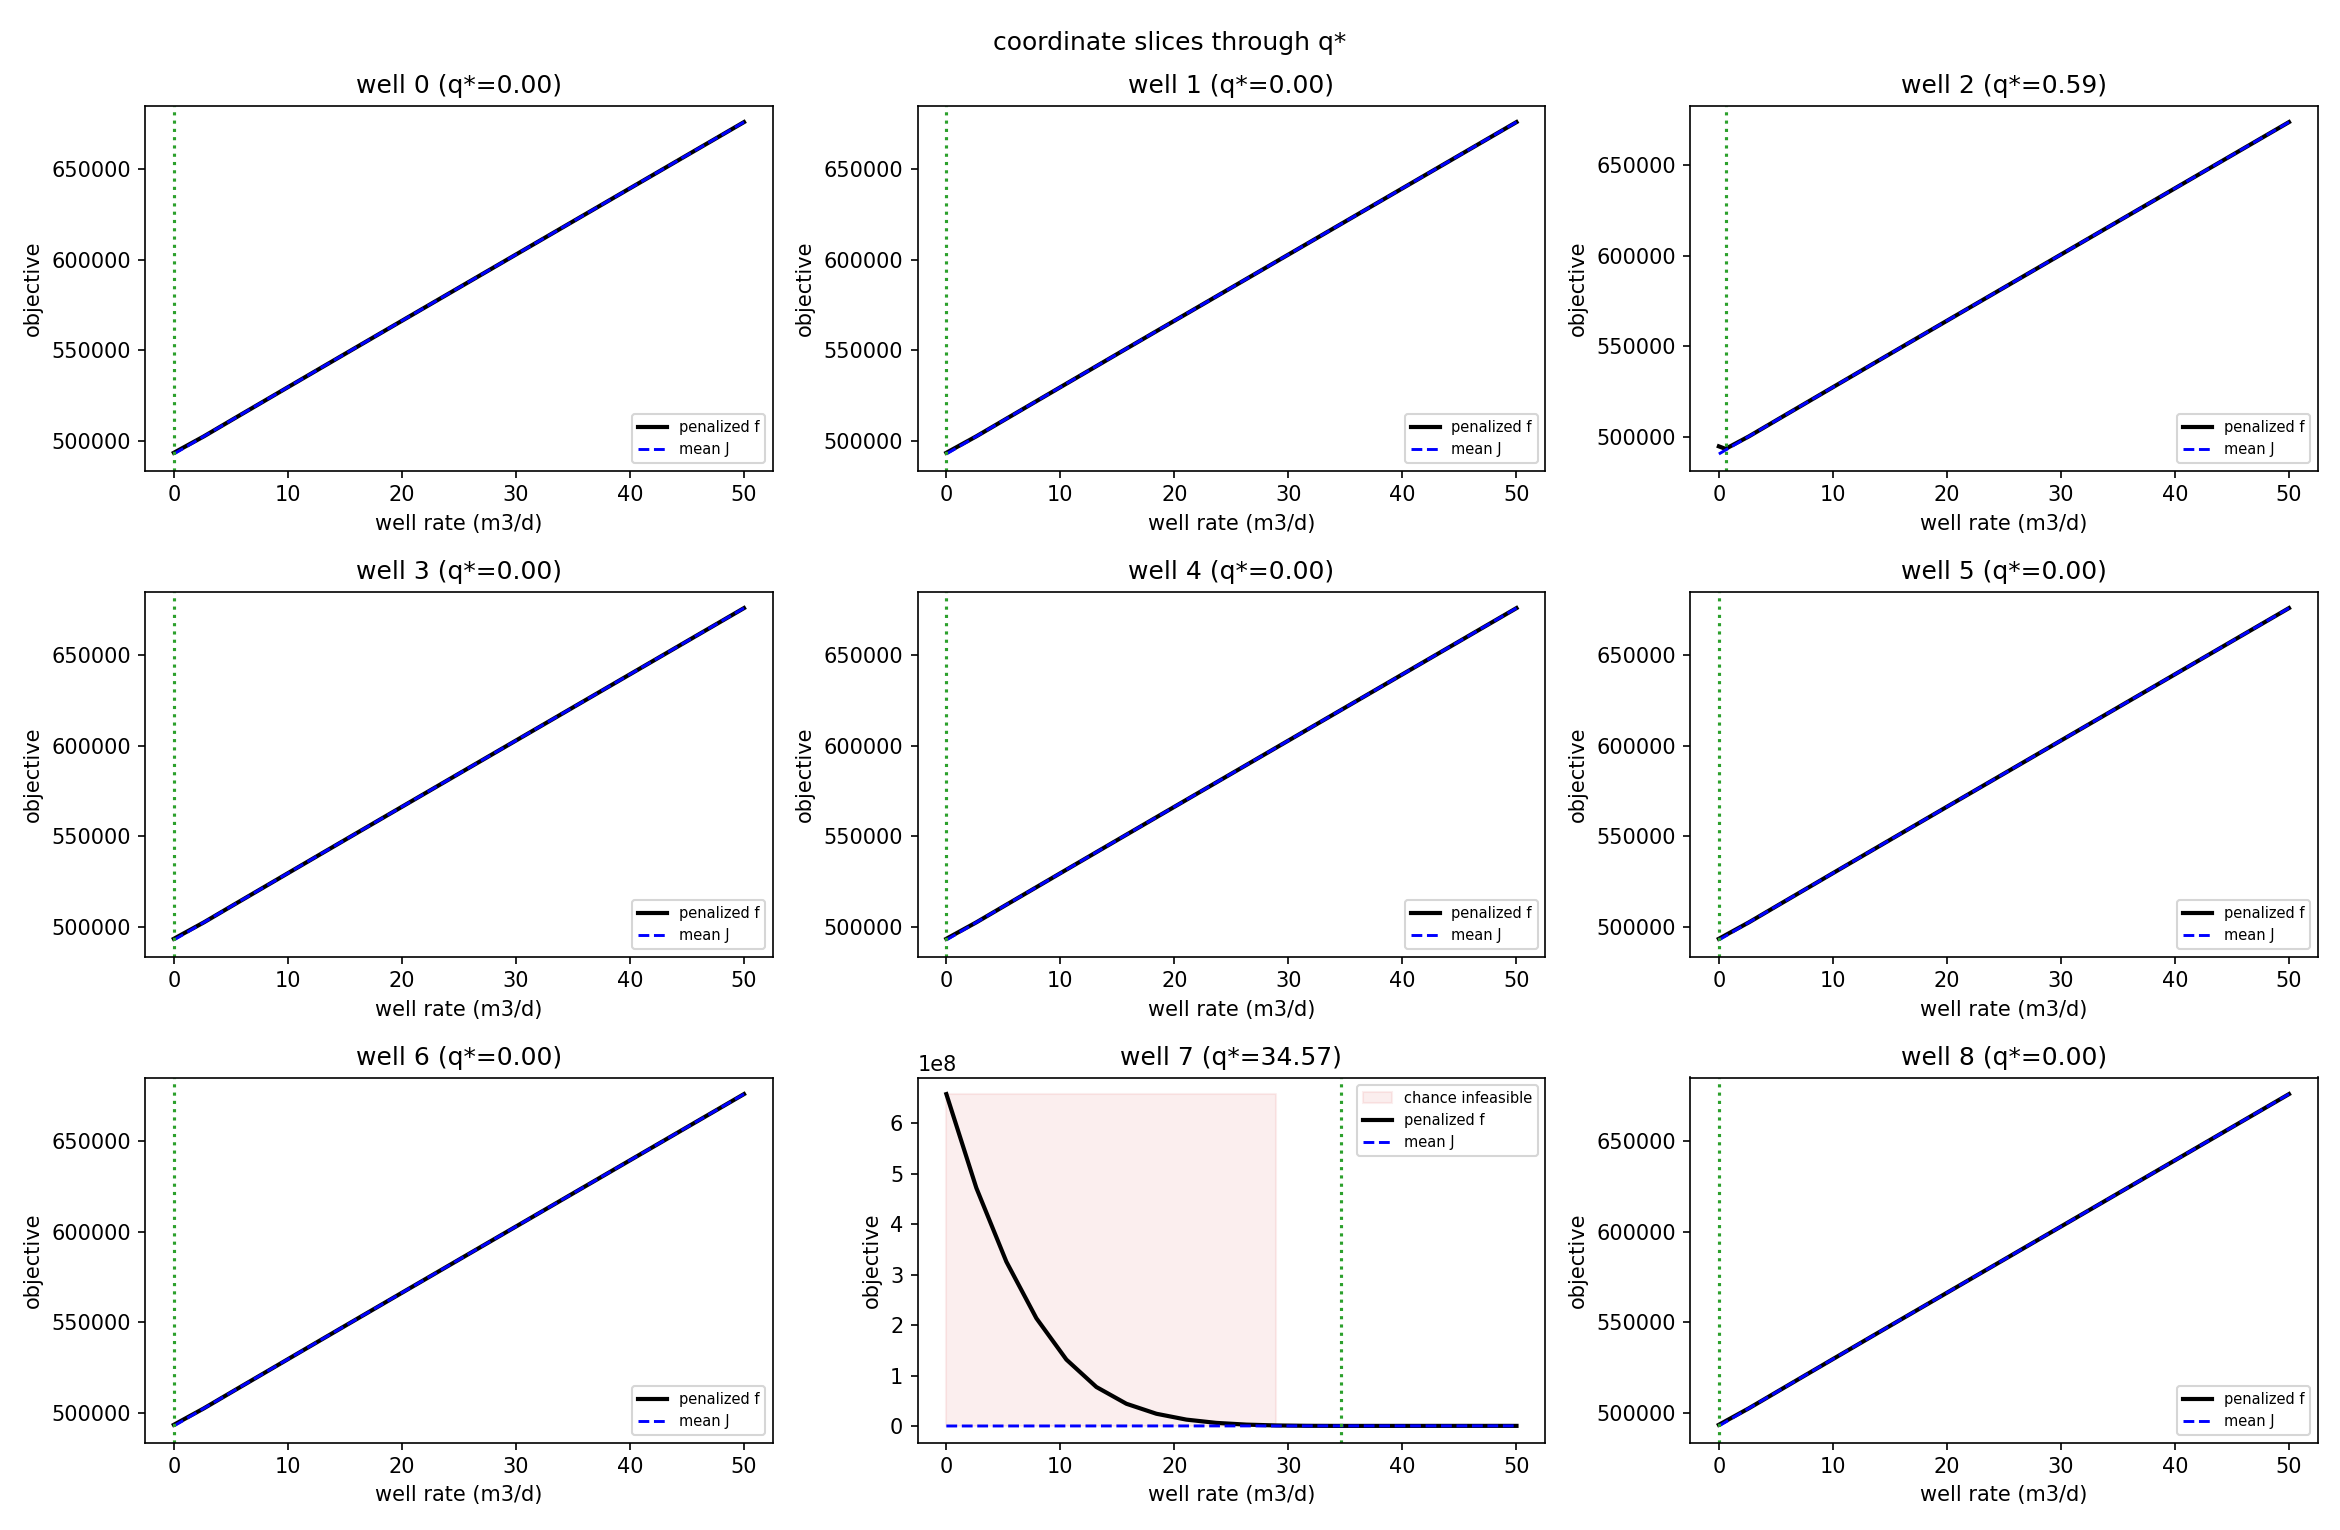 coordinate slices through q*
well 0 (q*=0.00)
objective
650000
600000
550000
500000
penalized f
mean J
0 10 20 30 40 50
well rate (m3/d)
well 1 (q*=0.00)
objective
650000
600000
550000
500000
penalized f
mean J
0 10 20 30 40 50
well rate (m3/d)
well 2 (q*=0.59)
objective
650000
600000
550000
500000
penalized f
mean J
0 10 20 30 40 50
well rate (m3/d)
well 3 (q*=0.00)
objective
650000
600000
550000
500000
penalized f
mean J
0 10 20 30 40 50
well rate (m3/d)
well 4 (q*=0.00)
objective
650000
600000
550000
500000
penalized f
mean J
0 10 20 30 40 50
well rate (m3/d)
well 5 (q*=0.00)
objective
650000
600000
550000
500000
penalized f
mean J
0 10 20 30 40 50
well rate (m3/d)
well 6 (q*=0.00)
objective
650000
600000
550000
500000
penalized f
mean J
0 10 20 30 40 50
well rate (m3/d)
well 7 (q*=34.57)
1e8
objective
6
5
4
3
2
1
0
chance infeasible
penalized f
mean J
0 10 20 30 40 50
well rate (m3/d)
well 8 (q*=0.00)
objective
650000
600000
550000
500000
penalized f
mean J
0 10 20 30 40 50
well rate (m3/d)